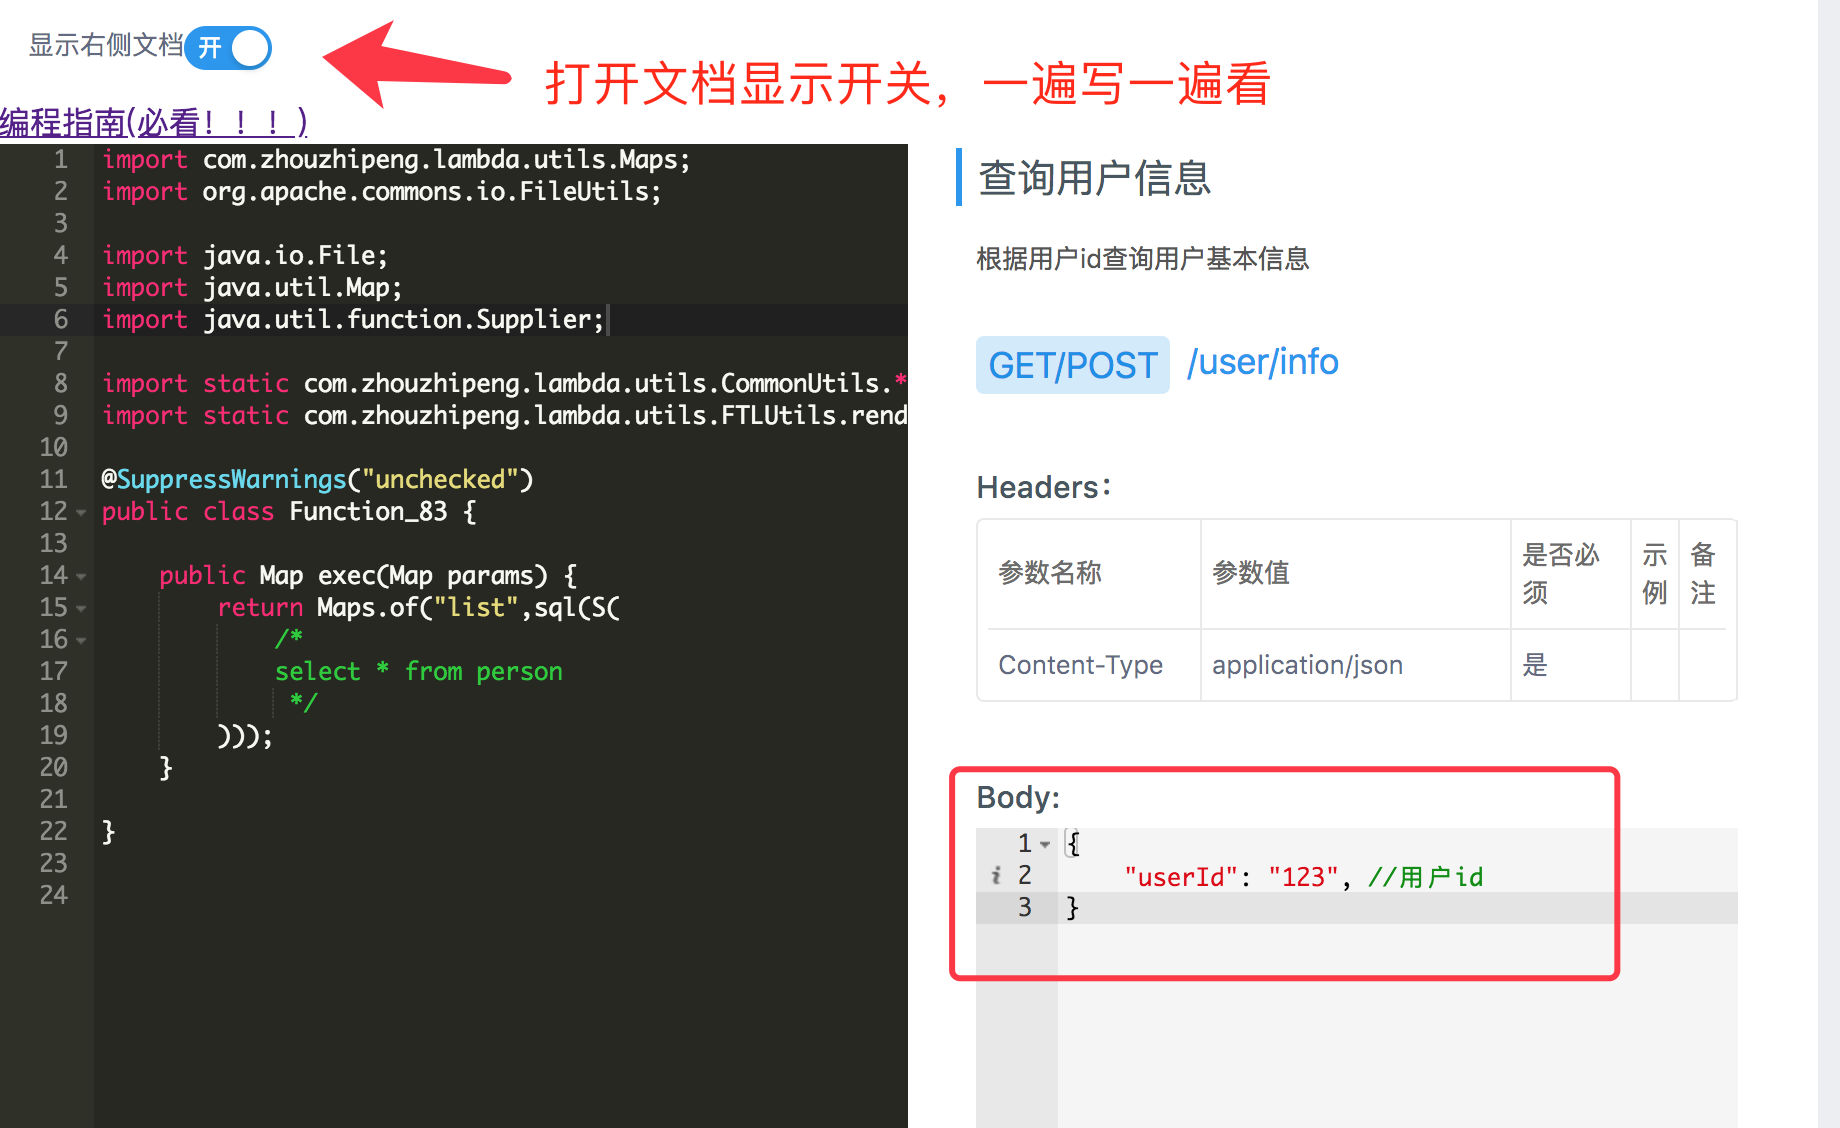 显示右侧文档 开
打开文档显示开关，一遍写一遍看
编程指南(必看！！！)
1 import com.zhouzhipeng.lambda.utils.Maps;
2 import org.apache.commons.io.FileUtils;
3
4 import java.io.File;
5 import java.util.Map;
6 import java.util.function.Supplier;
7
8 import static com.zhouzhipeng.lambda.utils.CommonUtils.*
9 import static com.zhouzhipeng.lambda.utils.FTLUtils.rend
10
11 @SuppressWarnings("unchecked")
12 public class Function_83 {
13
14 public Map exec(Map params) {
15 return Maps.of("list",sql(S(
16 /*
17 select * from person
18 */
19 )));
20 }
21
22 }
23
24
查询用户信息
根据用户id查询用户基本信息
GET/POST /user/info
Headers：
参数名称 参数值 是否必须 示例 备注
Content-Type application/json 是
Body:
1 {
i 2 "userId": "123", //用户id
3 }